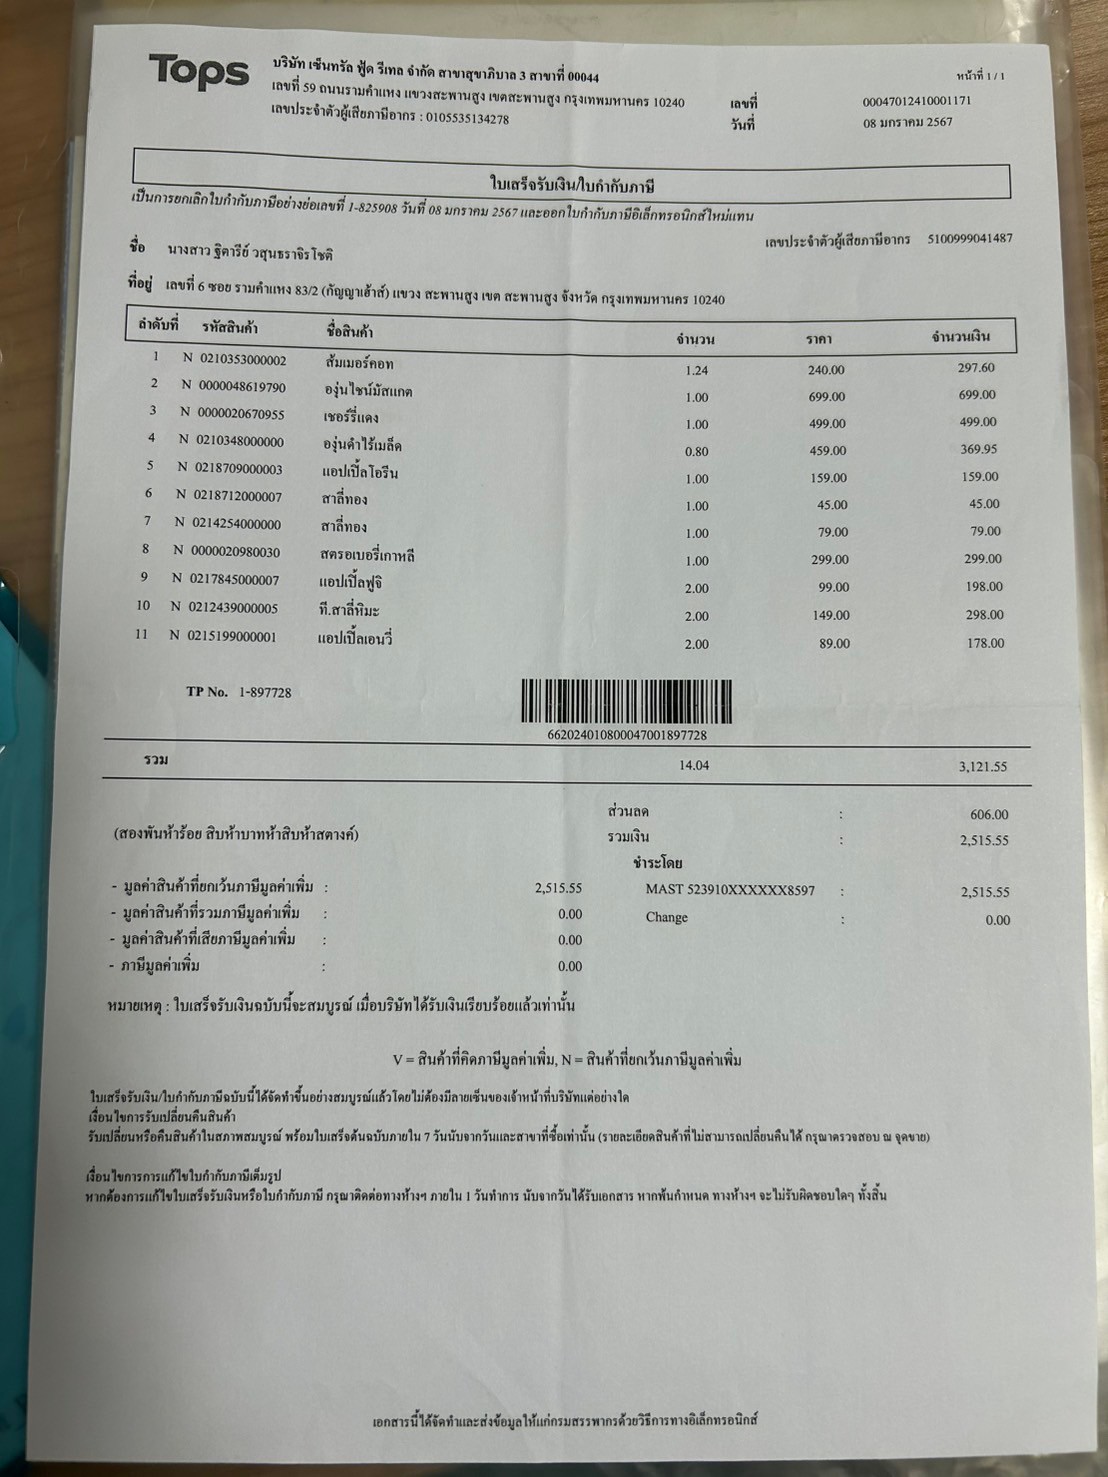 Tops
บริษัท เซ็นทรัล ฟู้ด รีเทล จำกัด สาขาสุขาภิบาล 3 สาขาที่ 00044
หน้าที่ 1 / 1
เลขที่ 59 ถนนรามคำแหง แขวงสะพานสูง เขตสะพานสูง กรุงเทพมหานคร 10240
เลขที่ 00047012410001171
เลขประจำตัวผู้เสียภาษีอากร : 0105535134278
วันที่ 08 มกราคม 2567
ใบเสร็จรับเงิน/ใบกำกับภาษี
เป็นการยกเลิกใบกำกับภาษีอย่างย่อเลขที่ 1-825908 วันที่ 08 มกราคม 2567 และออกใบกำกับภาษีอิเล็กทรอนิกส์ใหม่แทน
เลขประจำตัวผู้เสียภาษีอากร 5100999041487
ชื่อ นางสาว ฐิตารีย์ วสุนธราจิรโชติ
ที่อยู่ เลขที่ 6 ซอย รามคำแหง 83/2 (กัญญาเฮ้าส์) แขวง สะพานสูง เขต สะพานสูง จังหวัด กรุงเทพมหานคร 10240
ลำดับที่ รหัสสินค้า ชื่อสินค้า จำนวน ราคา จำนวนเงิน
1 N 0210353000002 ส้มเมอร์คอท 1.24 240.00 297.60
2 N 0000048619790 องุ่นไชน์มัสแกต 1.00 699.00 699.00
3 N 0000020670955 เชอร์รี่แดง 1.00 499.00 499.00
4 N 0210348000000 องุ่นดำไร้เมล็ด 0.80 459.00 369.95
5 N 0218709000003 แอปเปิ้ลโอรีน 1.00 159.00 159.00
6 N 0218712000007 สาลี่ทอง 1.00 45.00 45.00
7 N 0214254000000 สาลี่ทอง 1.00 79.00 79.00
8 N 0000020980030 สตรอเบอรี่เกาหลี 1.00 299.00 299.00
9 N 0217845000007 แอปเปิ้ลฟูจิ 2.00 99.00 198.00
10 N 0212439000005 ที.สาลี่หิมะ 2.00 149.00 298.00
11 N 0215199000001 แอปเปิ้ลเอนวี่ 2.00 89.00 178.00
TP No. 1-897728
662024010800047001897728
รวม 14.04 3,121.55
ส่วนลด : 606.00
(สองพันห้าร้อย สิบห้าบาทห้าสิบห้าสตางค์) รวมเงิน : 2,515.55
ชำระโดย
- มูลค่าสินค้าที่ยกเว้นภาษีมูลค่าเพิ่ม : 2,515.55 MAST 523910XXXXXX8597 : 2,515.55
- มูลค่าสินค้าที่รวมภาษีมูลค่าเพิ่ม : 0.00 Change : 0.00
- มูลค่าสินค้าที่เสียภาษีมูลค่าเพิ่ม : 0.00
- ภาษีมูลค่าเพิ่ม : 0.00
หมายเหตุ : ใบเสร็จรับเงินฉบับนี้จะสมบูรณ์ เมื่อบริษัทได้รับเงินเรียบร้อยแล้วเท่านั้น
V = สินค้าที่คิดภาษีมูลค่าเพิ่ม, N = สินค้าที่ยกเว้นภาษีมูลค่าเพิ่ม
ใบเสร็จรับเงิน/ใบกำกับภาษีฉบับนี้ได้จัดทำขึ้นอย่างสมบูรณ์แล้วโดยไม่ต้องมีลายเซ็นของเจ้าหน้าที่บริษัทแต่อย่างใด
เงื่อนไขการรับเปลี่ยนคืนสินค้า
รับเปลี่ยนหรือคืนสินค้าในสภาพสมบูรณ์ พร้อมใบเสร็จต้นฉบับภายใน 7 วันนับจากวันและสาขาที่ซื้อเท่านั้น (รายละเอียดสินค้าที่ไม่สามารถเปลี่ยนคืนได้ กรุณาตรวจสอบ ณ จุดขาย)
เงื่อนไขการการแก้ไขใบกำกับภาษีเต็มรูป
หากต้องการแก้ไขใบเสร็จรับเงินหรือใบกำกับภาษี กรุณาติดต่อทางห้างฯ ภายใน 1 วันทำการ นับจากวันได้รับเอกสาร หากพ้นกำหนด ทางห้างฯ จะไม่รับผิดชอบใดๆ ทั้งสิ้น
เอกสารนี้ได้จัดทำและส่งข้อมูลให้แก่กรมสรรพากรด้วยวิธีการทางอิเล็กทรอนิกส์